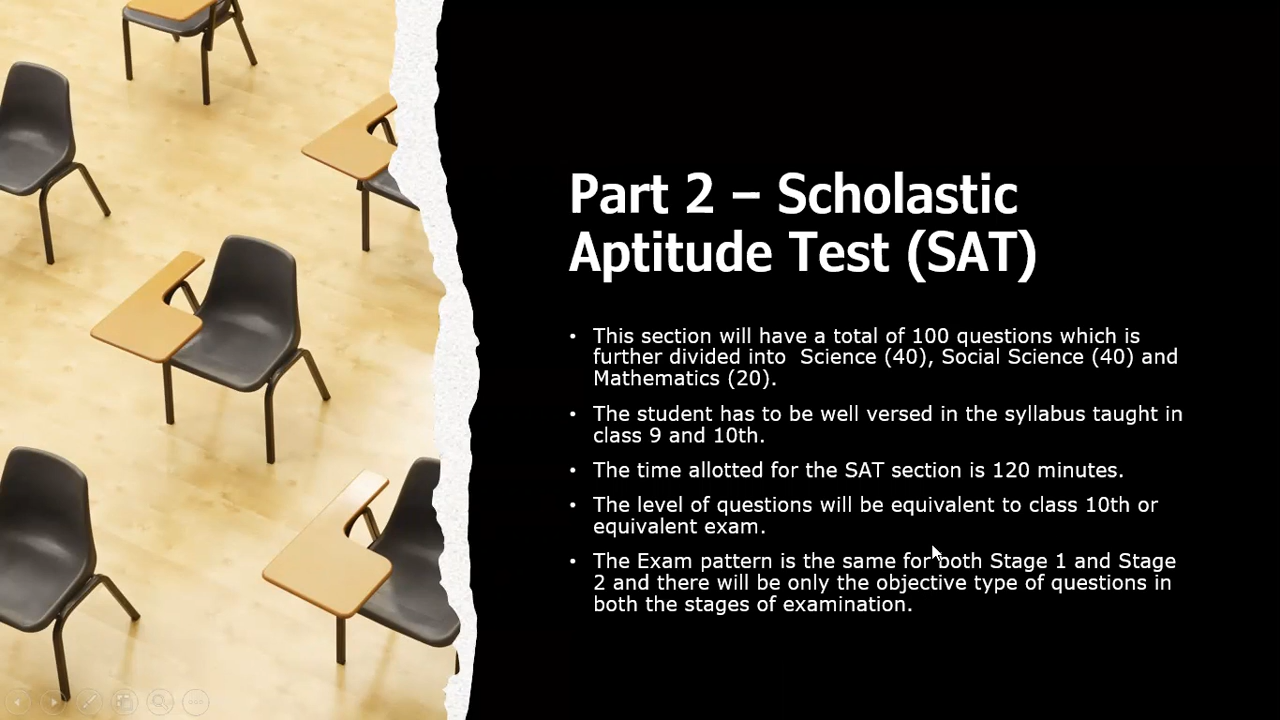 Part 2 – Scholastic
Aptitude Test (SAT)
• This section will have a total of 100 questions which is
further divided into  Science (40), Social Science (40) and
Mathematics (20).
• The student has to be well versed in the syllabus taught in
class 9 and 10th.
• The time allotted for the SAT section is 120 minutes.
• The level of questions will be equivalent to class 10th or
equivalent exam.
• The Exam pattern is the same for both Stage 1 and Stage
2 and there will be only the objective type of questions in
both the stages of examination.